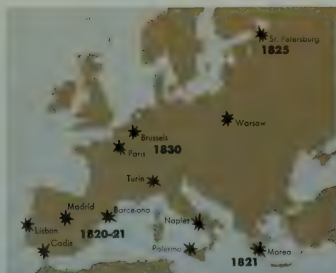 St. Petersburg
1825
Warsaw
Brussels
1830
Paris
Turin
Madrid
Barcelona
Naples
Lisbon
1820-21
Cadiz
Palermo
1821
Morea